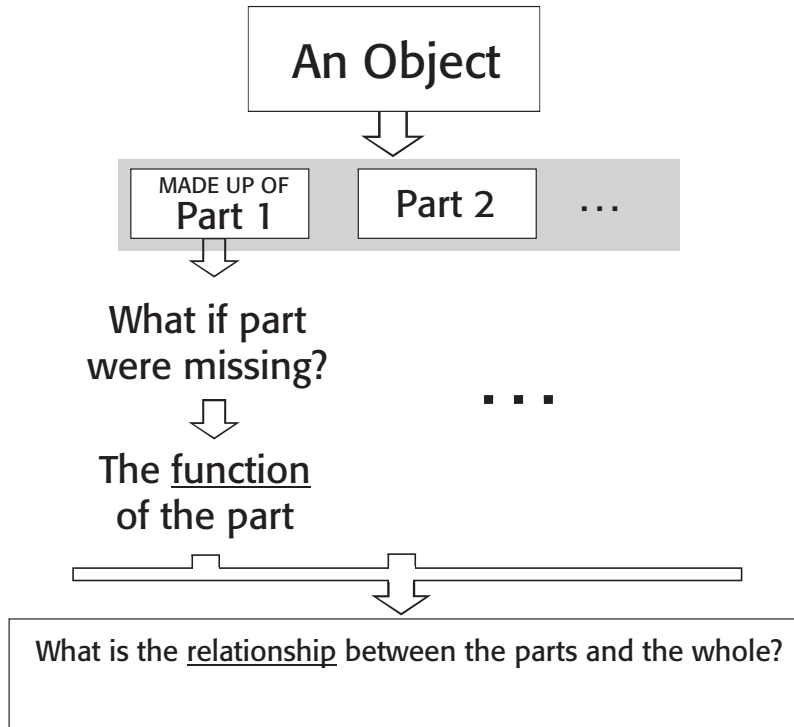 An Object
MADE UP OF
Part 1
Part 2
...
What if part
were missing?
...
The function
of the part
What is the relationship between the parts and the whole?